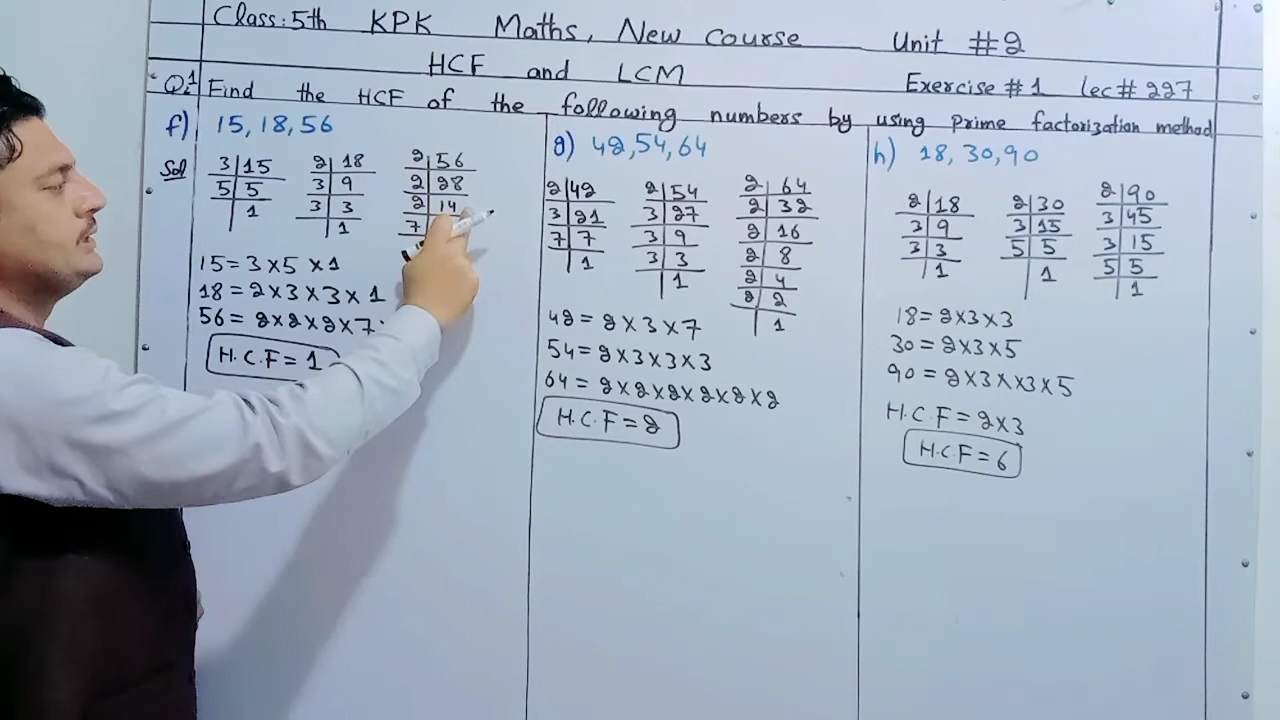 Class: 5th KPK Maths, New course Unit #2
HCF and LCM Exercise #1 Lec# 227
Q:1 Find the HCF of the following numbers by using prime factorization method
f) 15, 18, 56
Sol
3 15
5 5
1
2 18
3 9
3 3
1
2 56
2 28
2 14
7
15 = 3 × 5 × 1
18 = 2 × 3 × 3 × 1
56 = 2 × 2 × 2 × 7
H.C.F = 1
g) 42, 54, 64
2 42
3 21
7 7
1
2 54
3 27
3 9
3 3
1
2 64
2 32
2 16
2 8
2 4
2 2
1
42 = 2 × 3 × 7
54 = 2 × 3 × 3 × 3
64 = 2 × 2 × 2 × 2 × 2 × 2
H.C.F = 2
h) 18, 30, 90
2 18
3 9
3 3
1
2 30
3 15
5 5
1
2 90
3 45
3 15
5 5
1
18 = 2 × 3 × 3
30 = 2 × 3 × 5
90 = 2 × 3 × × 3 × 5
H.C.F = 2 × 3
H.C.F = 6